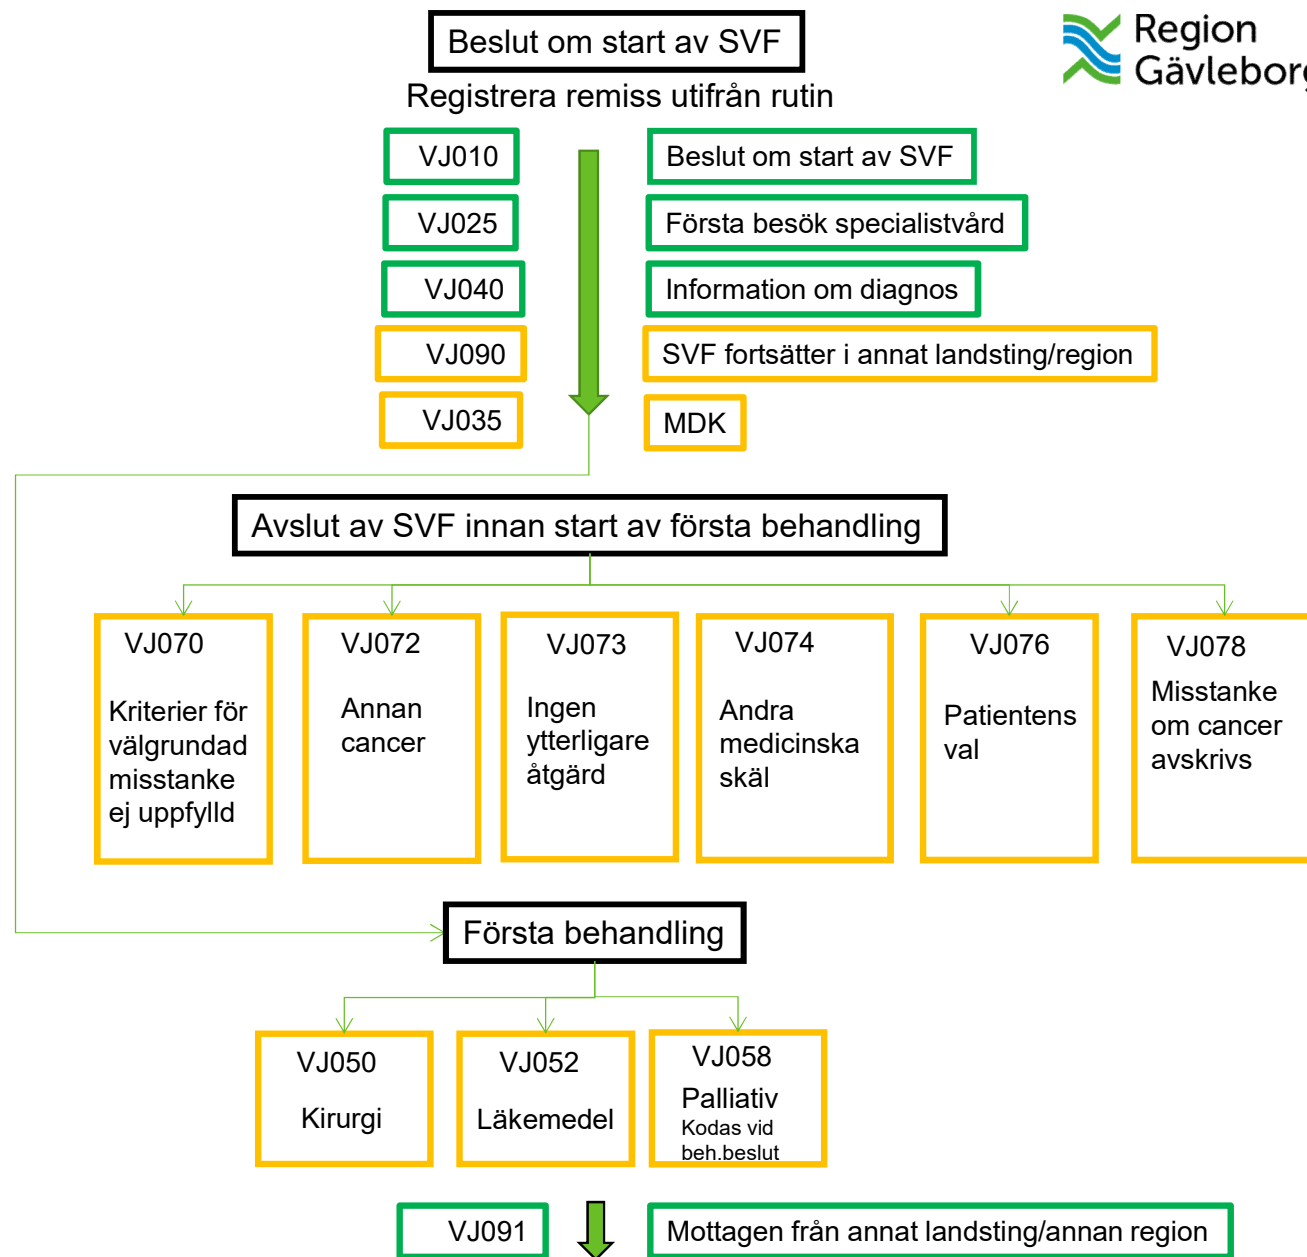 Beslut om start av SVF
Region
Gävleborg
Registrera remiss utifrån rutin
VJ010
Beslut om start av SVF
VJ025
Första besök specialistvård
VJ040
Information om diagnos
VJ090
SVF fortsätter i annat landsting/region
VJ035
MDK
Avslut av SVF innan start av första behandling
VJ070
Kriterier för
välgrundad
misstanke
ej uppfylld
VJ072
Annan
cancer
VJ073
Ingen
ytterligare
åtgärd
VJ074
Andra
medicinska
skäl
VJ076
Patientens
val
VJ078
Misstanke
om cancer
avskrivs
Första behandling
VJ050
Kirurgi
VJ052
Läkemedel
VJ058
Palliativ
Kodas vid
beh.beslut
VJ091
Mottagen från annat landsting/annan region